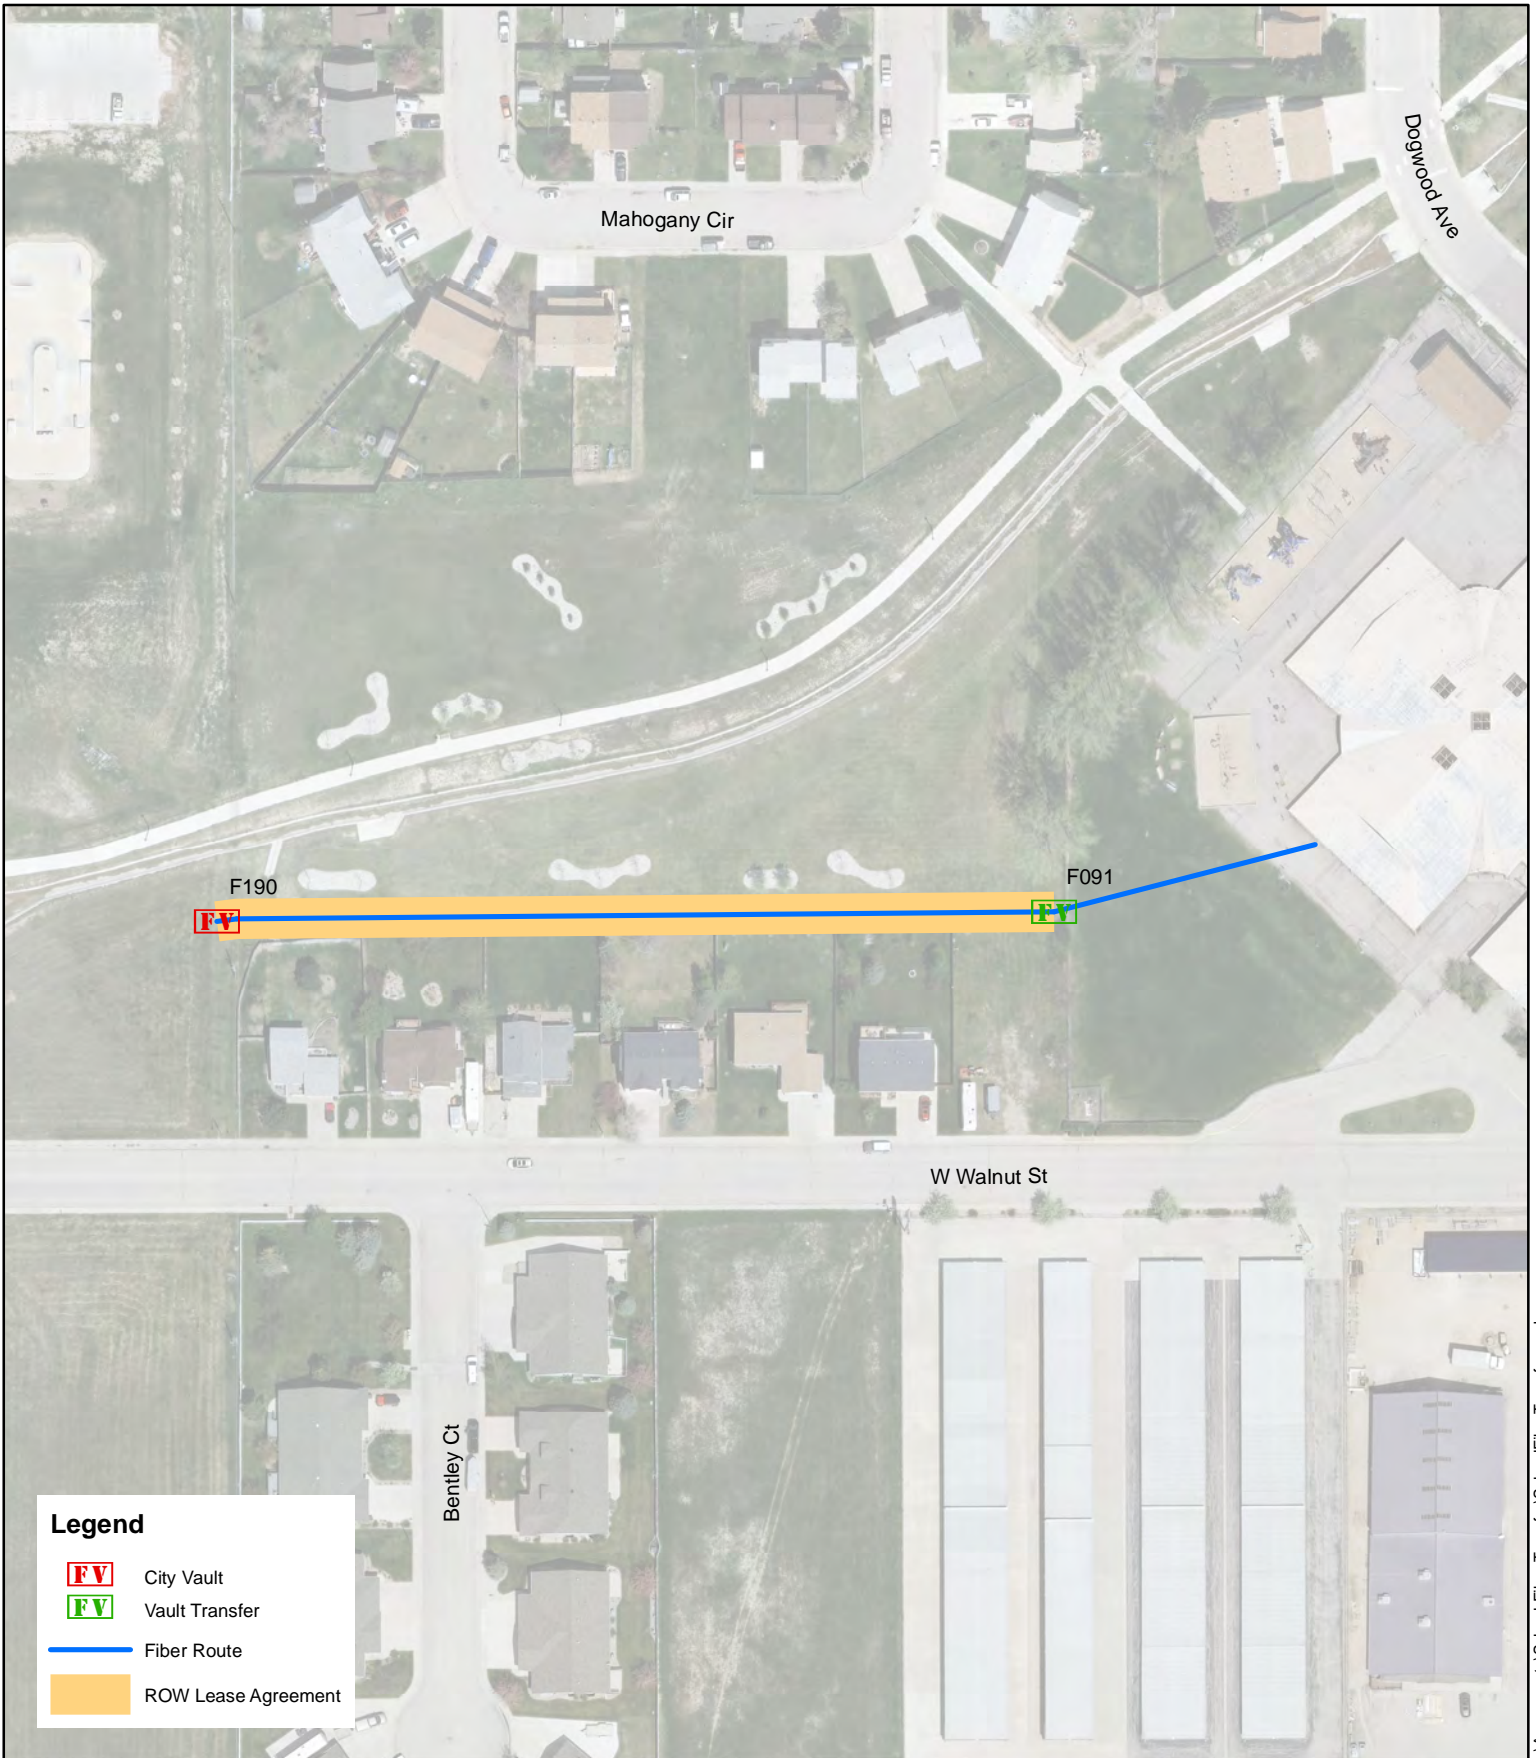 Dogwood Ave
Mahogany Cir
F190
F091
FV
FV
W Walnut St
Bentley Ct
Legend
FV City Vault
FV Vault Transfer
Fiber Route
ROW Lease Agreement